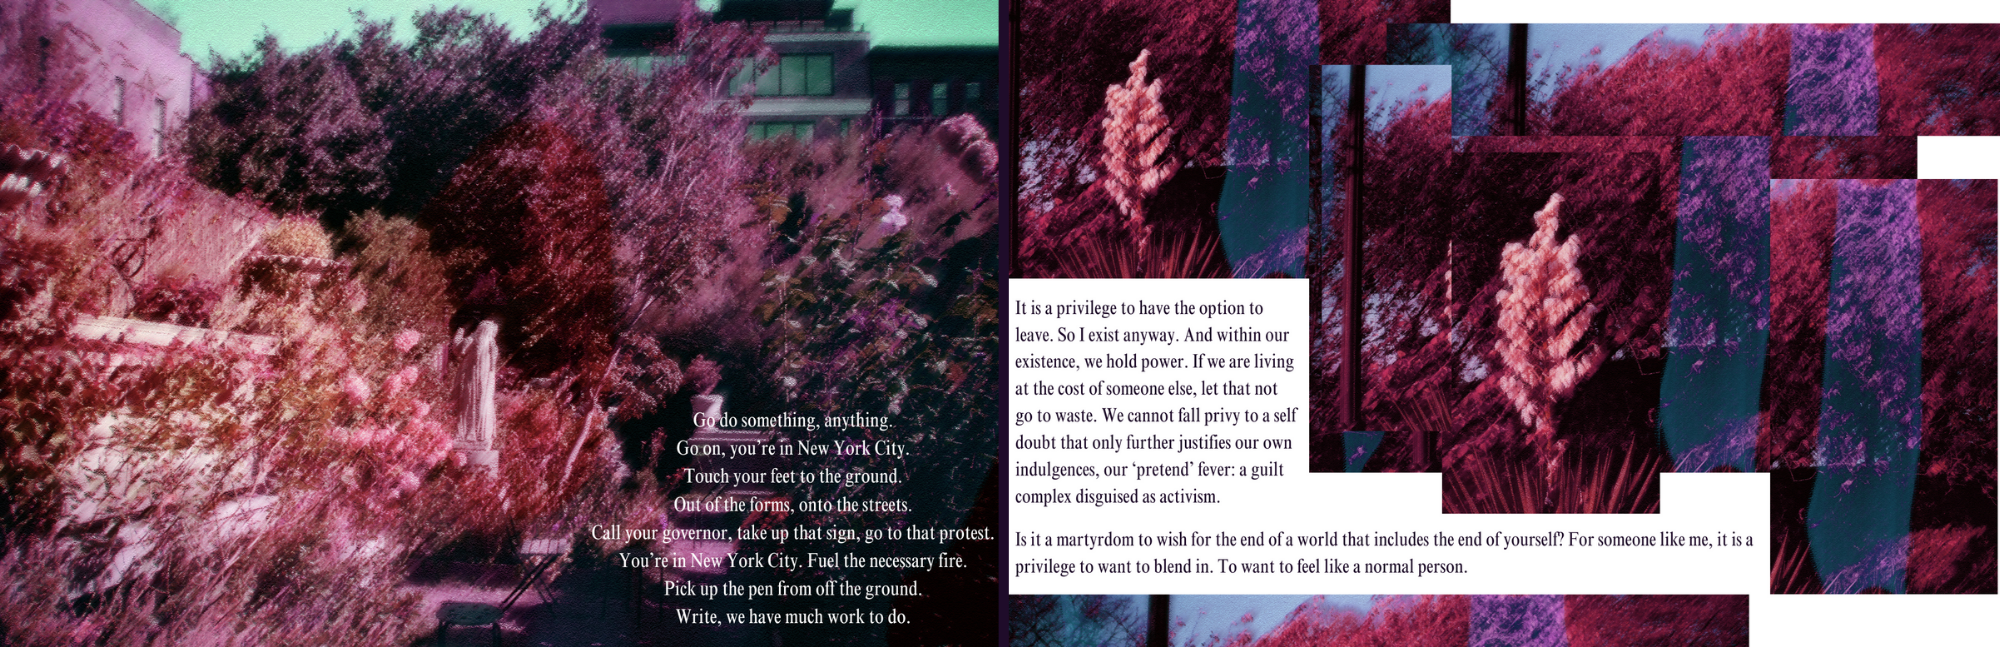 Go do something, anything.
Go on, you're in New York City.
Touch your feet to the ground.
Out of the forms, onto the streets.
Call your governor, take up that sign, go to that protest.
You're in New York City. Fuel the necessary fire.
Pick up the pen from off the ground.
Write, we have much work to do.
It is a privilege to have the option to
leave. So I exist anyway. And within our
existence, we hold power. If we are living
at the cost of someone else, let that not
go to waste. We cannot fall privy to a self
doubt that only further justifies our own
indulgences, our ‘pretend’ fever: a guilt
complex disguised as activism.
Is it a martyrdom to wish for the end of a world that includes the end of yourself? For someone like me, it is a
privilege to want to blend in. To want to feel like a normal person.